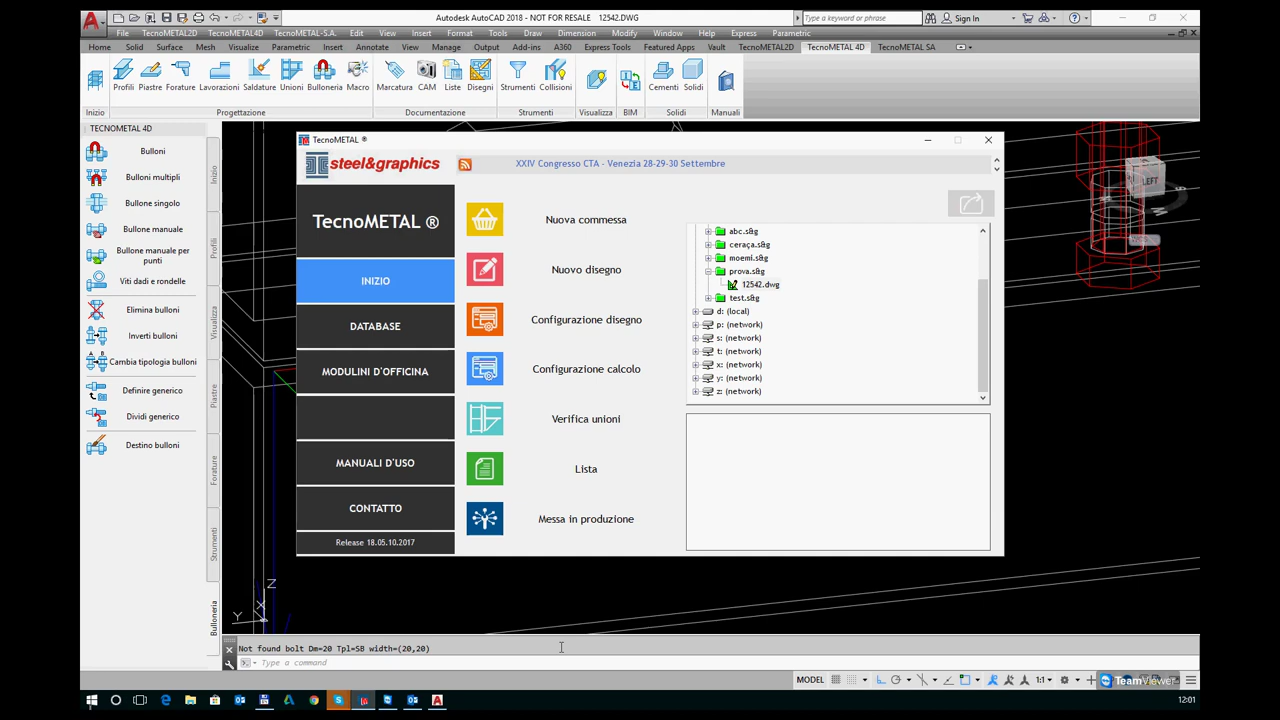 Autodesk AutoCAD 2018 - NOT FOR RESALE 12542.DWG
Type a keyword or phrase
Sign In
File TecnoMETAL2D TecnoMETAL4D TecnoMETAL-S.A. Edit View Insert Format Tools Draw Dimension Modify Window Help Express Parametric
Home Solid Surface Mesh Visualize Parametric Insert Annotate View Manage Output Add-ins A360 Express Tools Featured Apps Vault TecnoMETAL2D TecnoMETAL 4D TecnoMETAL SA
Profili Piastre Forature Lavorazioni Saldature Unioni Bulloneria Macro Marcatura CAM Liste Disegni Strumenti Collisioni Cementi Solidi
Inizio Progettazione Documentazione Strumenti Visualizza BIM Solidi Manuali
TECNOMETAL 4D
Bulloni
Bulloni multipli
Bullone singolo
Bullone manuale
Bullone manuale per punti
Viti dadi e rondelle
Elimina bulloni
Inverti bulloni
Cambia tipologia bulloni
Definire generico
Dividi generico
Destino bulloni
Inizio
Profili
Visualizza
Piastre
Forature
Strumenti
Bulloneria
TecnoMETAL ®
steel&graphics
XXIV Congresso CTA - Venezia 28-29-30 Settembre
TecnoMETAL ®
INIZIO
DATABASE
MODULINI D'OFFICINA
MANUALI D'USO
CONTATTO
Release 18.05.10.2017
Nuova commessa
Nuovo disegno
Configurazione disegno
Configurazione calcolo
Verifica unioni
Lista
Messa in produzione
abc.s&g
ceraça.s&g
moemi.s&g
prova.s&g
12542.dwg
test.s&g
d: (local)
p: (network)
s: (network)
t: (network)
x: (network)
y: (network)
z: (network)
LEFT
Z
X
Y
Not found bolt Dm=20 Tpl=SB width=(20,20)
Type a command
MODEL
1:1
TeamViewer
12:01